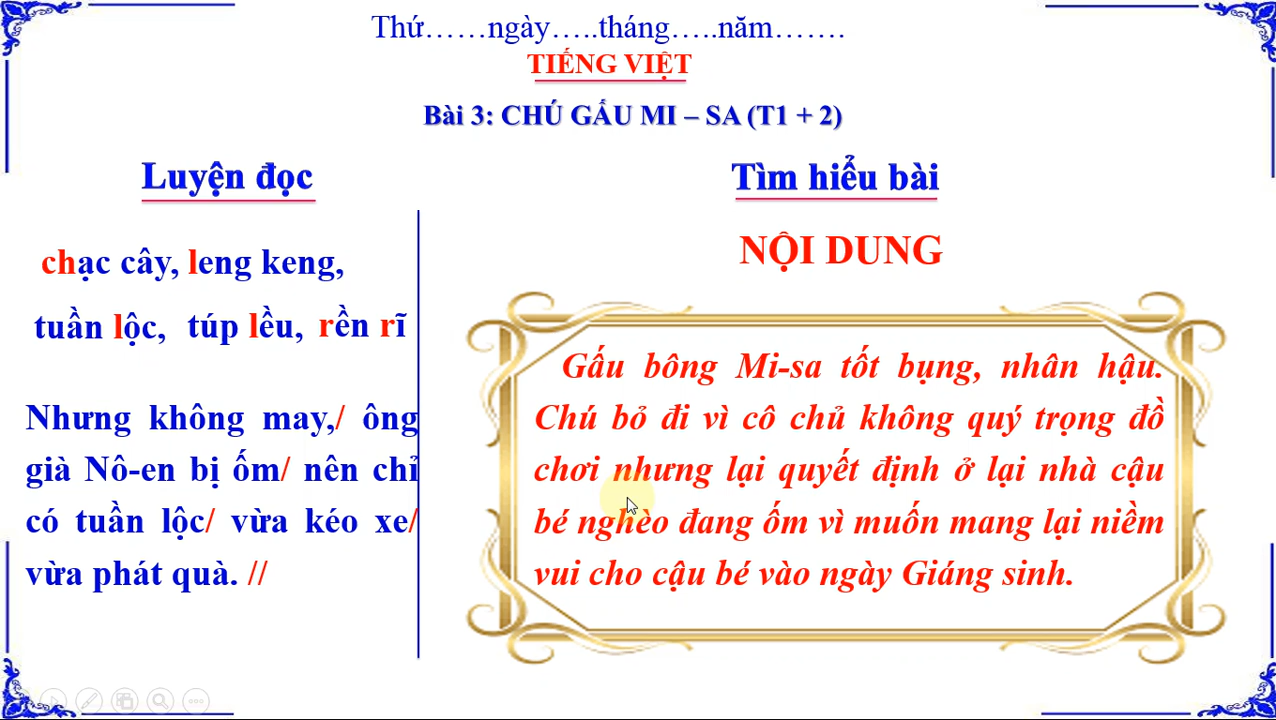 Thứ……ngày…..tháng…..năm…….
TIẾNG VIỆT
Bài 3: CHÚ GẤU MI – SA (T1 + 2)
Luyện đọc
chạc cây, leng keng,
tuần lộc, túp lều, rền rĩ
Nhưng không may,/ ông
già Nô-en bị ốm/ nên chỉ
có tuần lộc/ vừa kéo xe/
vừa phát quà. //
Tìm hiểu bài
NỘI DUNG
Gấu bông Mi-sa tốt bụng, nhân hậu.
Chú bỏ đi vì cô chủ không quý trọng đồ
chơi nhưng lại quyết định ở lại nhà cậu
bé nghèo đang ốm vì muốn mang lại niềm
vui cho cậu bé vào ngày Giáng sinh.